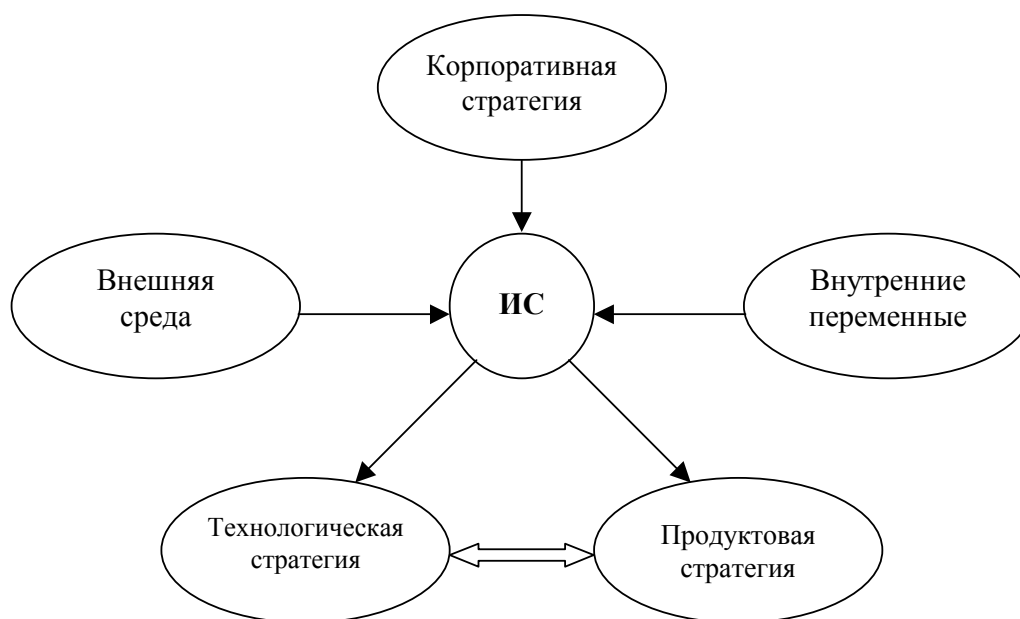 Корпоративная
стратегия
Внешняя
среда
ИС
Внутренние
переменные
Технологическая
стратегия
Продуктовая
стратегия